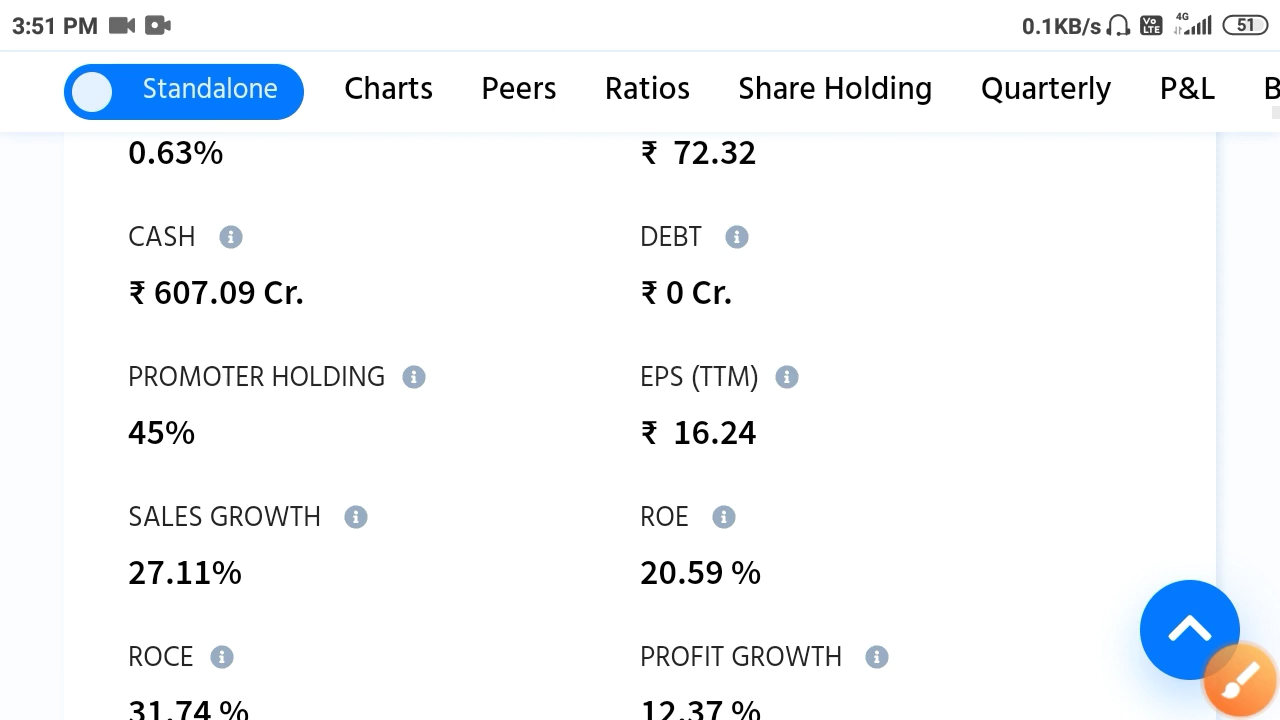 3:51 PM 0.1KB/s Vo LTE 4G 51
Standalone Charts Peers Ratios Share Holding Quarterly P&L B
0.63% ₹ 72.32
CASH DEBT
₹ 607.09 Cr. ₹ 0 Cr.
PROMOTER HOLDING EPS (TTM)
45% ₹ 16.24
SALES GROWTH ROE
27.11% 20.59 %
ROCE PROFIT GROWTH
31.74 % 12.37 %